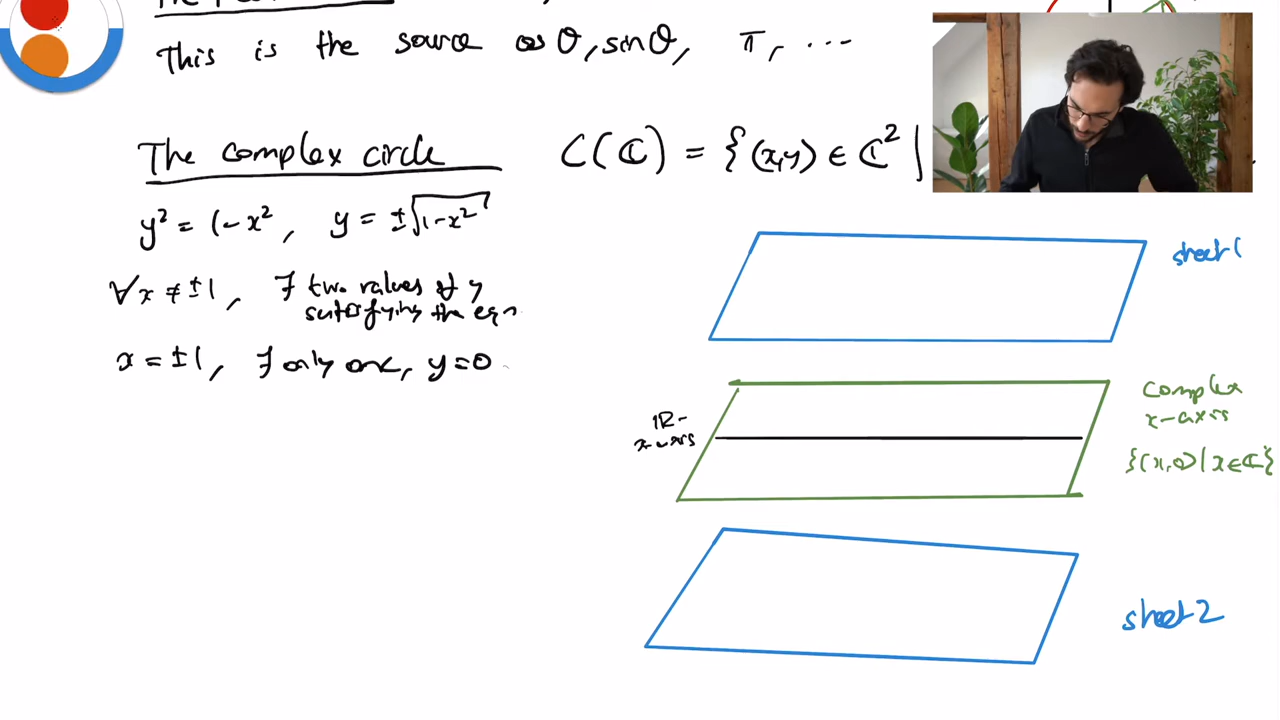 This is the source cos θ, sin θ, π, ...
The complex circle
C(ℂ) = {(x,y) ∈ ℂ² |
y² = 1-x², y = ±√1-x²
∀x ≠ ±1, ∃ two values of y
satisfying the eqn.
x = ±1, ∃ only one, y=0
sheet 1
ℝ-
x-axis
complex
x-axis
{(x,0) | x∈ℂ}
sheet 2